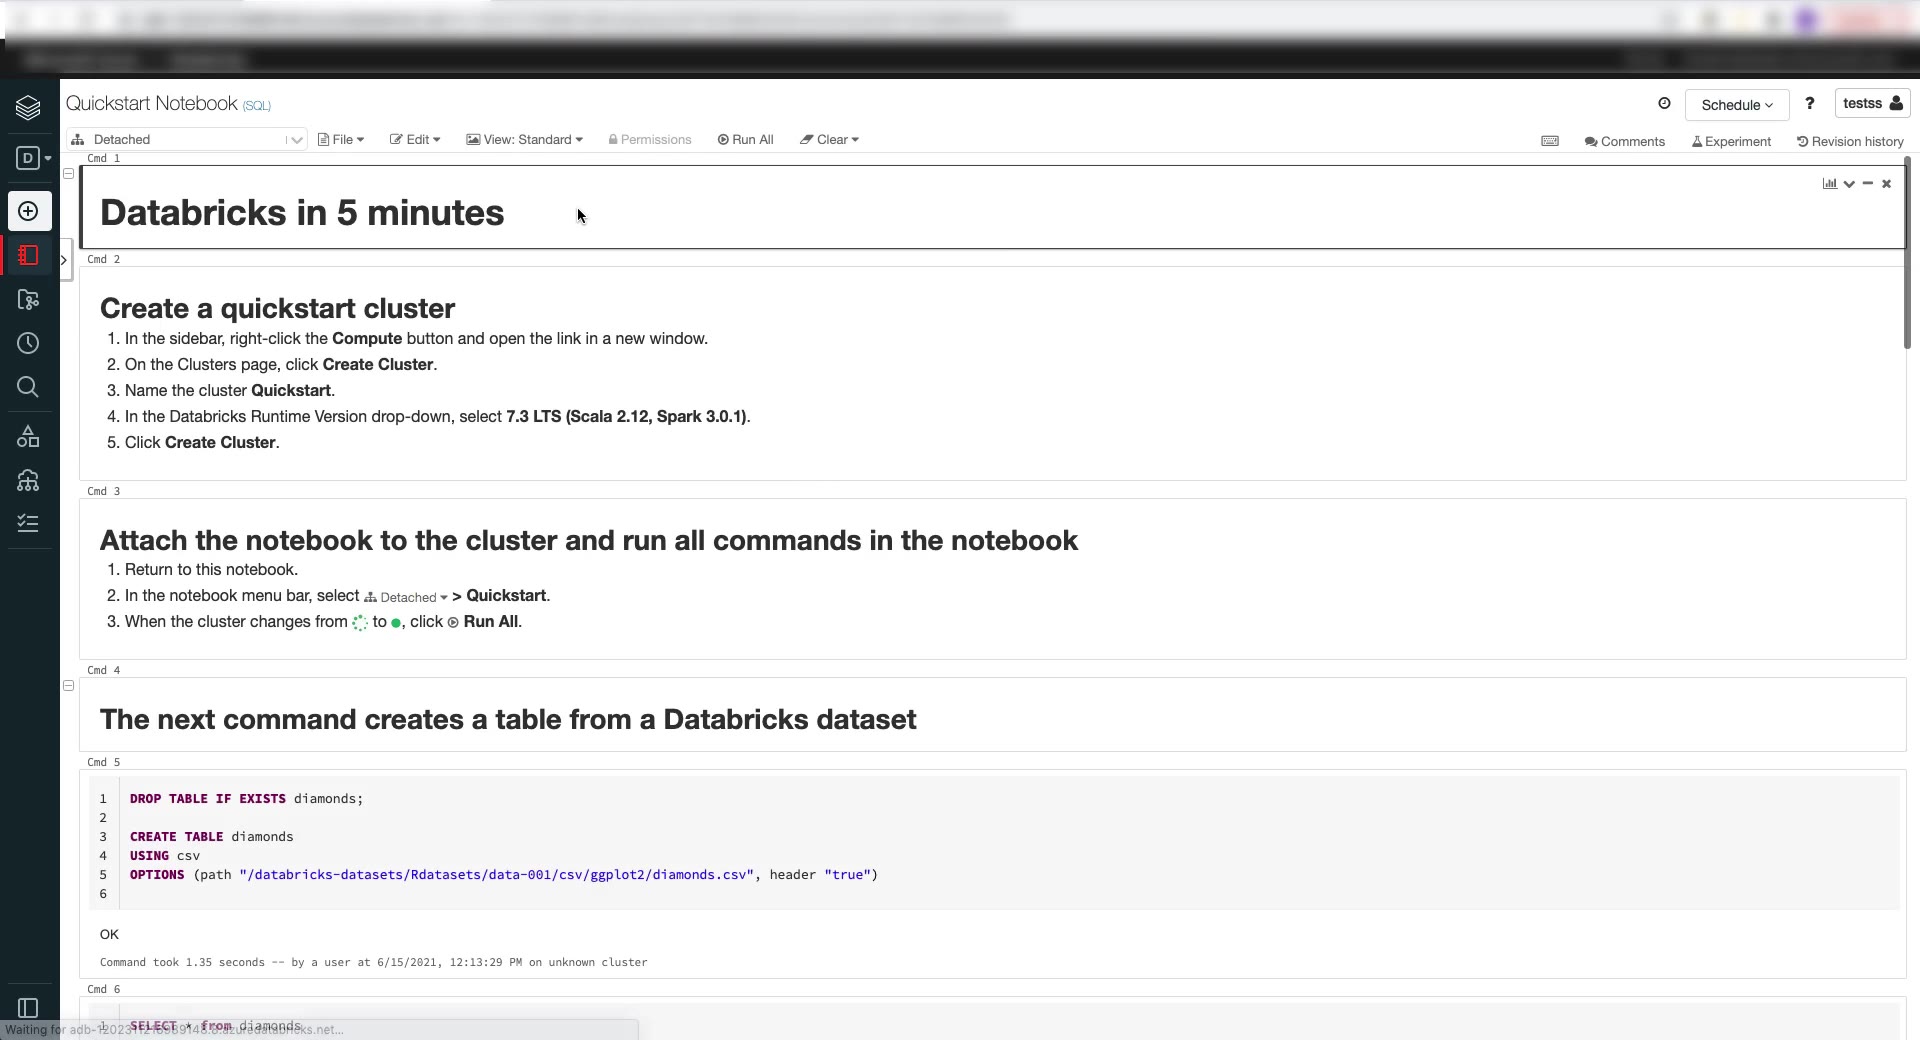 Quickstart Notebook (SQL)
Schedule
?
testss
Detached
File
Edit
View: Standard
Permissions
Run All
Clear
Comments
Experiment
Revision history
D
Cmd 1
Databricks in 5 minutes
Cmd 2
Create a quickstart cluster
1. In the sidebar, right-click the Compute button and open the link in a new window.
2. On the Clusters page, click Create Cluster.
3. Name the cluster Quickstart.
4. In the Databricks Runtime Version drop-down, select 7.3 LTS (Scala 2.12, Spark 3.0.1).
5. Click Create Cluster.
Cmd 3
Attach the notebook to the cluster and run all commands in the notebook
1. Return to this notebook.
2. In the notebook menu bar, select Detached > Quickstart.
3. When the cluster changes from to , click Run All.
Cmd 4
The next command creates a table from a Databricks dataset
Cmd 5
1 DROP TABLE IF EXISTS diamonds;
2
3 CREATE TABLE diamonds
4 USING csv
5 OPTIONS (path "/databricks-datasets/Rdatasets/data-001/csv/ggplot2/diamonds.csv", header "true")
6
OK
Command took 1.35 seconds -- by a user at 6/15/2021, 12:13:29 PM on unknown cluster
Cmd 6
1 SELECT * from diamonds
Waiting for